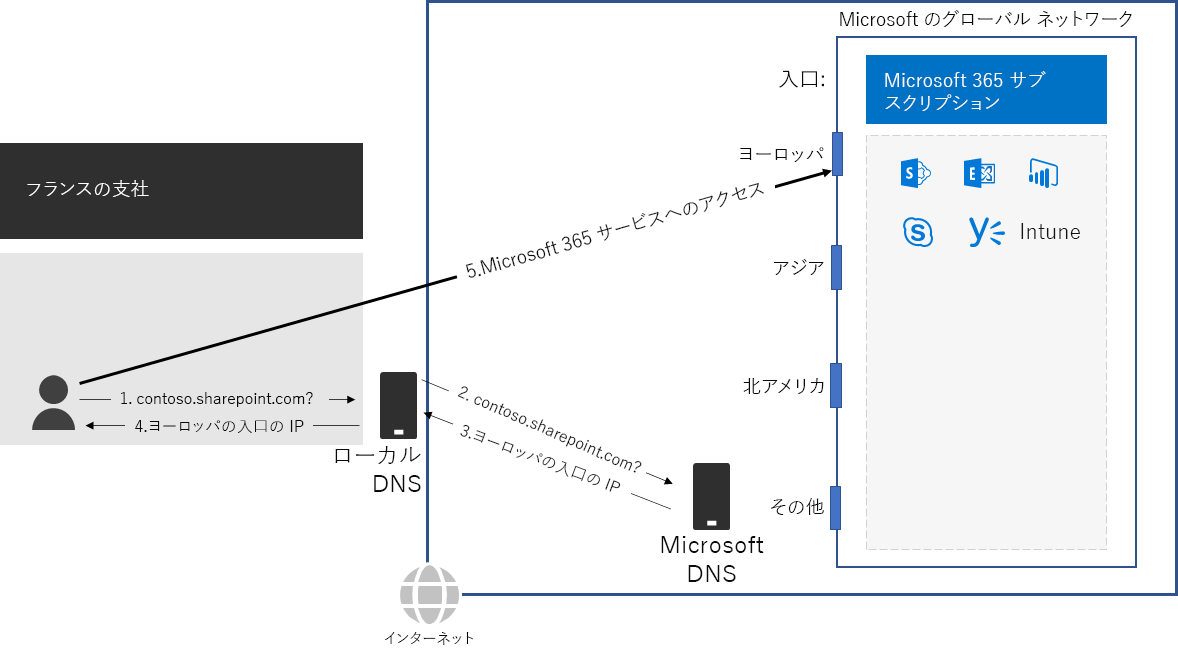 Microsoft のグローバル ネットワーク
入口:
Microsoft 365 サブ
スクリプション
ヨーロッパ
フランスの支社
5.Microsoft 365 サービスへのアクセス
Intune
アジア
北アメリカ
1. contoso.sharepoint.com?
4.ヨーロッパの入口の IP
2. contoso.sharepoint.com?
3.ヨーロッパの入口の IP
ローカル
DNS
その他
Microsoft
DNS
インターネット